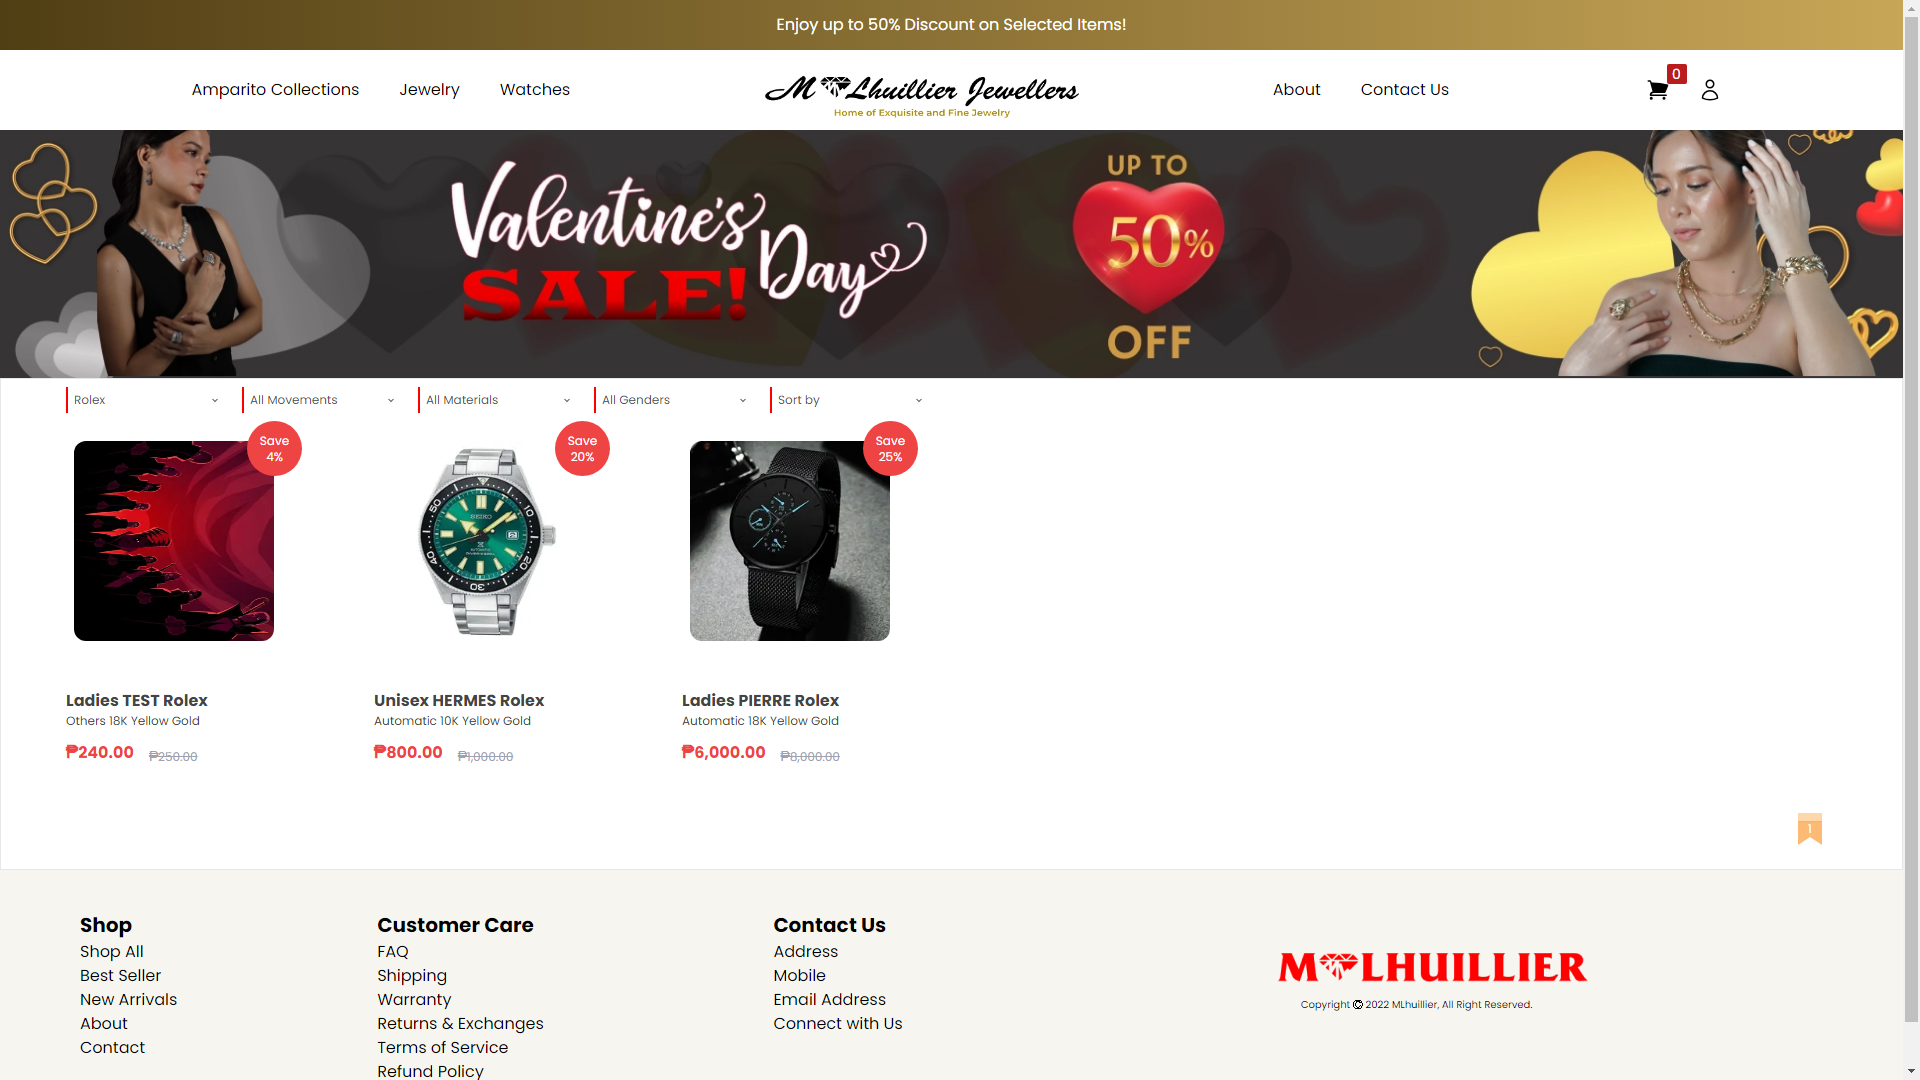 Enjoy up to 50% Discount on Selected Items!
Amparito Collections
Jewelry
Watches
M Lhuillier Jewellers
Home of Exquisite and Fine Jewelry
About
Contact Us
0
Valentine's
Day
SALE!
UP TO
50%
OFF
Rolex
All Movements
All Materials
All Genders
Sort by
Save
4%
Save
20%
Save
25%
SEIKO
Ladies TEST Rolex
Others 18K Yellow Gold
₱240.00 ₱250.00
Unisex HERMES Rolex
Automatic 10K Yellow Gold
₱800.00 ₱1,000.00
Ladies PIERRE Rolex
Automatic 18K Yellow Gold
₱6,000.00 ₱8,000.00
1
Shop
Shop All
Best Seller
New Arrivals
About
Contact
Customer Care
FAQ
Shipping
Warranty
Returns & Exchanges
Terms of Service
Refund Policy
Contact Us
Address
Mobile
Email Address
Connect with Us
M LHUILLIER
Copyright © 2022 MLhuillier, All Right Reserved.